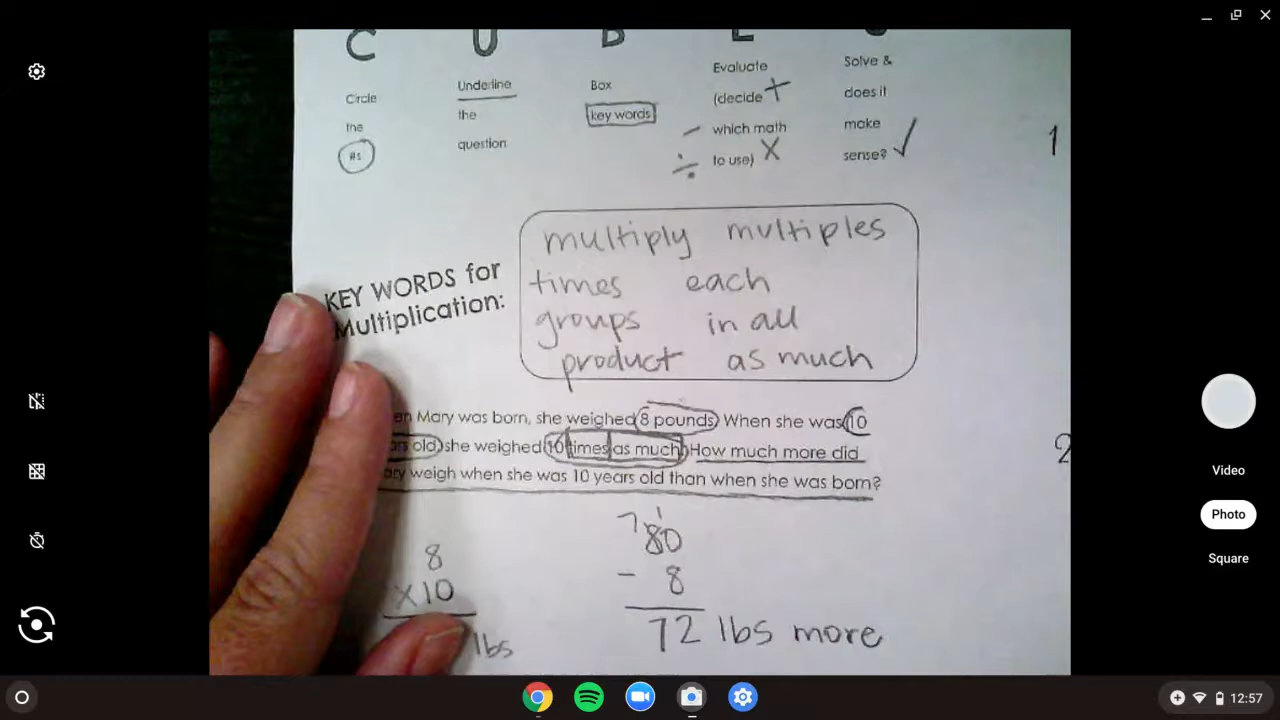 C U B E S
Circle
the
#s
Underline
the
question
Box
key words
Evaluate
(decide +
- which math
÷ to use) X
Solve &
does it
make
sense? ✓
1
KEY WORDS for
Multiplication:
multiply multiples
times each
groups in all
product as much
Mary was born, she weighed 8 pounds. When she was 10
old, she weighed 10 times as much. How much more did
weigh when she was 10 years old than when she was born?
2
8
X10
lbs
7 1
80
- 8
72 lbs more
Video
Photo
Square
12:57